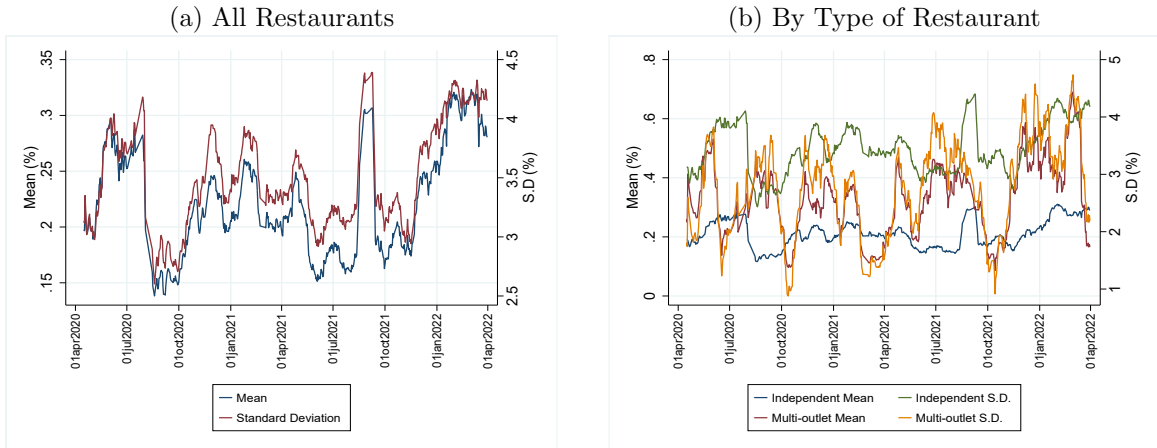 (a) All Restaurants
.35
.3
.25
.2
.15
Mean (%)
4.5
4
3.5
3
2.5
S.D (%)
01apr2020
01jul2020
01oct2020
01jan2021
01apr2021
01jul2021
01oct2021
01jan2022
01apr2022
Mean
Standard Deviation
(b) By Type of Restaurant
.8
.6
.4
.2
0
Mean (%)
5
4
3
2
1
S.D (%)
01apr2020
01jul2020
01oct2020
01jan2021
01apr2021
01jul2021
01oct2021
01jan2022
01apr2022
Independent Mean
Independent S.D.
Multi-outlet Mean
Multi-outlet S.D.